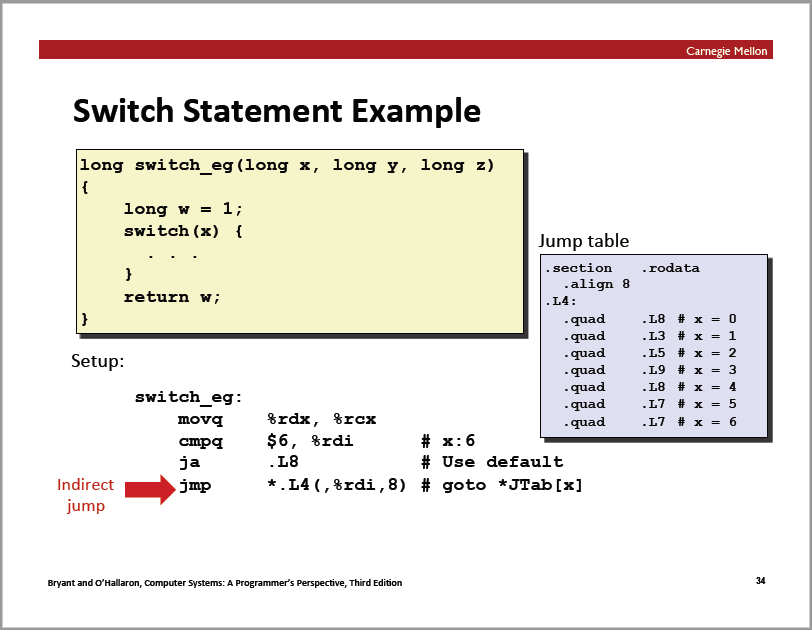 Carnegie Mellon
Switch Statement Example
long switch_eg(long x, long y, long z)
{
    long w = 1;
    switch(x) {
      . . .
    }
    return w;
}
Jump table
.section .rodata
  .align 8
.L4:
  .quad .L8 # x = 0
  .quad .L3 # x = 1
  .quad .L5 # x = 2
  .quad .L9 # x = 3
  .quad .L8 # x = 4
  .quad .L7 # x = 5
  .quad .L7 # x = 6
Setup:
switch_eg:
    movq %rdx, %rcx
    cmpq $6, %rdi # x:6
    ja .L8 # Use default
    jmp *.L4(,%rdi,8) # goto *JTab[x]
Indirect
jump
Bryant and O'Hallaron, Computer Systems: A Programmer's Perspective, Third Edition
34